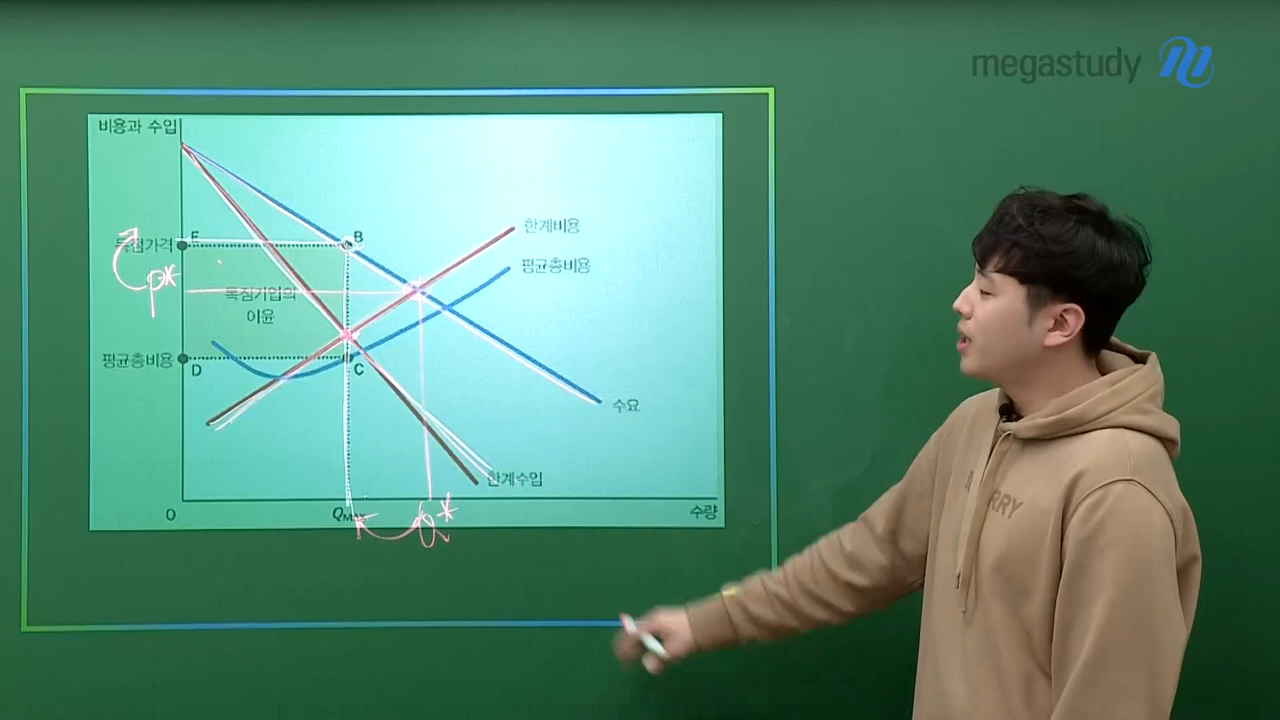 megastudy
비용과 수입
한계비용
E
B
독점가격
평균총비용
P*
독점기업의
이윤
평균총비용
D
C
수요
한계수입
0
수량
Q*